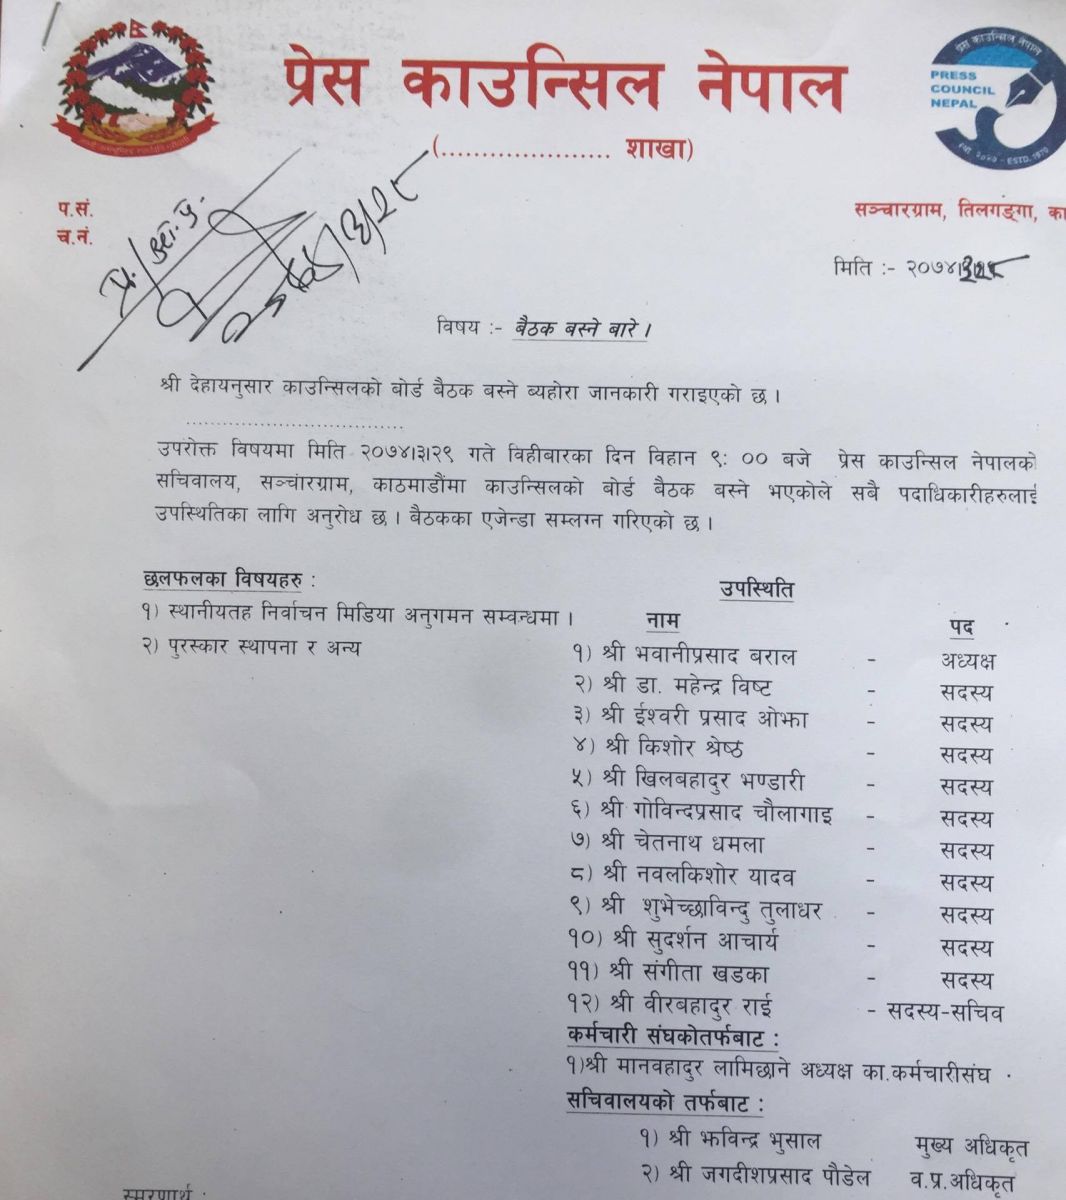 प्रेस काउन्सिल नेपाल
प्रेस काउन्सिल नेपाल
PRESS
COUNCIL
NEPAL
स्था. २०२७ - ESTD. 1970
(..................... शाखा)
प.सं.
च.नं.
सञ्चारग्राम, तिलगङ्गा, का
मिति :- २०७४।३।२८
विषय :- बैठक बस्ने बारे ।
श्री देहायनुसार काउन्सिलको बोर्ड बैठक बस्ने ब्यहोरा जानकारी गराइएको छ ।
.................................
उपरोक्त विषयमा मिति २०७४।३।२९ गते विहीबारका दिन विहान ९: ०० बजे प्रेस काउन्सिल नेपालको
सचिवालय, सञ्चारग्राम, काठमाडौंमा काउन्सिलको बोर्ड बैठक बस्ने भएकोले सबै पदाधिकारीहरुलाई
उपस्थितिका लागि अनुरोध छ । बैठकका एजेन्डा सम्लग्न गरिएको छ ।
छलफलका विषयहरु :
१) स्थानीयतह निर्वाचन मिडिया अनुगमन सम्वन्धमा ।
२) पुरस्कार स्थापना र अन्य
उपस्थिति
नाम पद
१) श्री भवानीप्रसाद बराल - अध्यक्ष
२) श्री डा. महेन्द्र विष्ट - सदस्य
३) श्री ईश्वरी प्रसाद ओझा - सदस्य
४) श्री किशोर श्रेष्ठ - सदस्य
५) श्री खिलबहादुर भण्डारी - सदस्य
६) श्री गोविन्दप्रसाद चौलागाइ - सदस्य
७) श्री चेतनाथ धमला - सदस्य
८) श्री नवलकिशोर यादव - सदस्य
९) श्री शुभेच्छाविन्दु तुलाधर - सदस्य
१०) श्री सुदर्शन आचार्य - सदस्य
११) श्री संगीता खडका - सदस्य
१२) श्री वीरबहादुर राई - सदस्य-सचिव
कर्मचारी संघकोतर्फबाट :
१)श्री मानवहादुर लामिछाने अध्यक्ष का.कर्मचारीसंघ
सचिवालयको तर्फबाट :
१) श्री झविन्द्र भुसाल मुख्य अधिकृत
२) श्री जगदीशप्रसाद पौडेल व.प्र.अधिकृत
स्मरणार्थ :